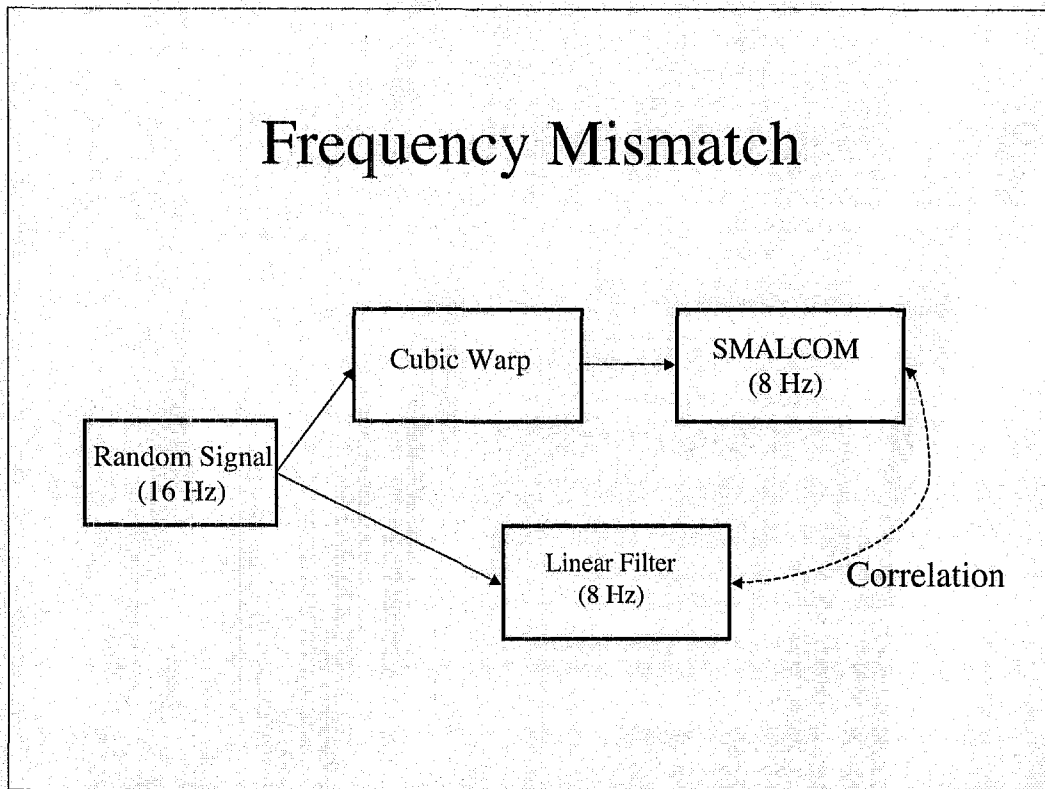 Frequency Mismatch
Cubic Warp
SMALCOM
(8 Hz)
Random Signal
(16 Hz)
Linear Filter
(8 Hz)
Correlation